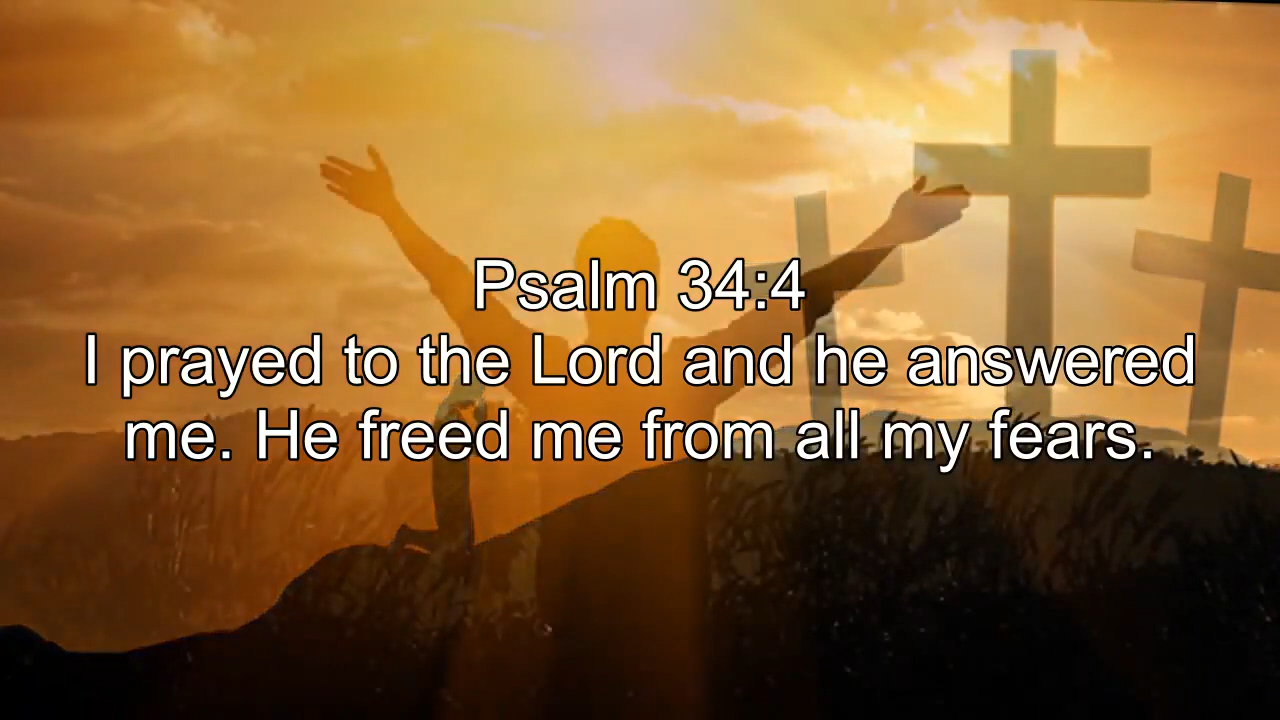 Psalm 34:4
I prayed to the Lord and he answered
me. He freed me from all my fears.